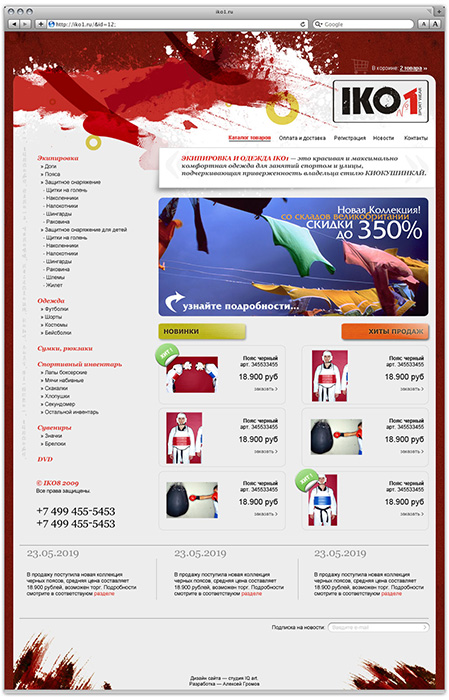 iko1.ru
http://iko1.ru/&id=12;
Google
В корзине: 2 товара »
IKO1
Каталог товаров Оплата и доставка Регистрация Новости Контакты
ЭКИПИРОВКА И ОДЕЖДА IKO1 — это красивая и максимально
комфортная одежда для занятий спортом и улицы,
подчеркивающих приверженность владельца стилю КИОКУШИНКАЙ.
Экипировка
» Доги
» Пояса
» Защитное снаряжение
- Щитки на голень
- Наколенники
- Налокотники
- Шингарды
- Раковина
» Защитное снаряжение для детей
- Щитки на голень
- Наколенники
- Налокотники
- Шингарды
- Раковина
- Шлемы
- Жилет
Одежда
» Футболки
» Шорты
» Костюмы
» Бейсболки
Сумки, рюкзаки
Спортивный инвентарь
» Лапы боксерские
» Мячи набивные
» Скакалки
» Хлопушки
» Секундомер
» Остальной инвентарь
Сувениры
» Значки
» Брелоки
DVD
© IKO8 2009
Все права защищены.
+7 499 455-5453
+7 499 455-5453
Новая Коллекция!
со складов великобритании
СКИДКИ
ДО 350%
узнайте подробности...
НОВИНКИ
ХИТЫ ПРОДАЖ
ХИТ!
Пояс черный
арт. 345533455
18.900 руб
заказать >
Пояс черный
арт. 345533455
18.900 руб
заказать >
Пояс черный
арт. 345533455
18.900 руб
заказать >
Пояс черный
арт. 345533455
18.900 руб
заказать >
Пояс черный
арт. 345533455
18.900 руб
заказать >
ХИТ!
Пояс черный
арт. 345533455
18.900 руб
заказать >
23.05.2019
В продажу поступила новая коллекция
черных поясов, средняя цена составляет
18.900 рублей, возможен торг. Подробности
смотрите в соответствуюм разделе
23.05.2019
В продажу поступила новая коллекция
черных поясов, средняя цена составляет
18.900 рублей, возможен торг. Подробности
смотрите в соответствуюм разделе
23.05.2019
В продажу поступила новая коллекция
черных поясов, средняя цена составляет
18.900 рублей, возможен торг. Подробности
смотрите в соответствуюм разделе
Подписка на новости: Введите e-mail
Дизайн сайта — студия IQ art.
Разработка — Алексей Громов